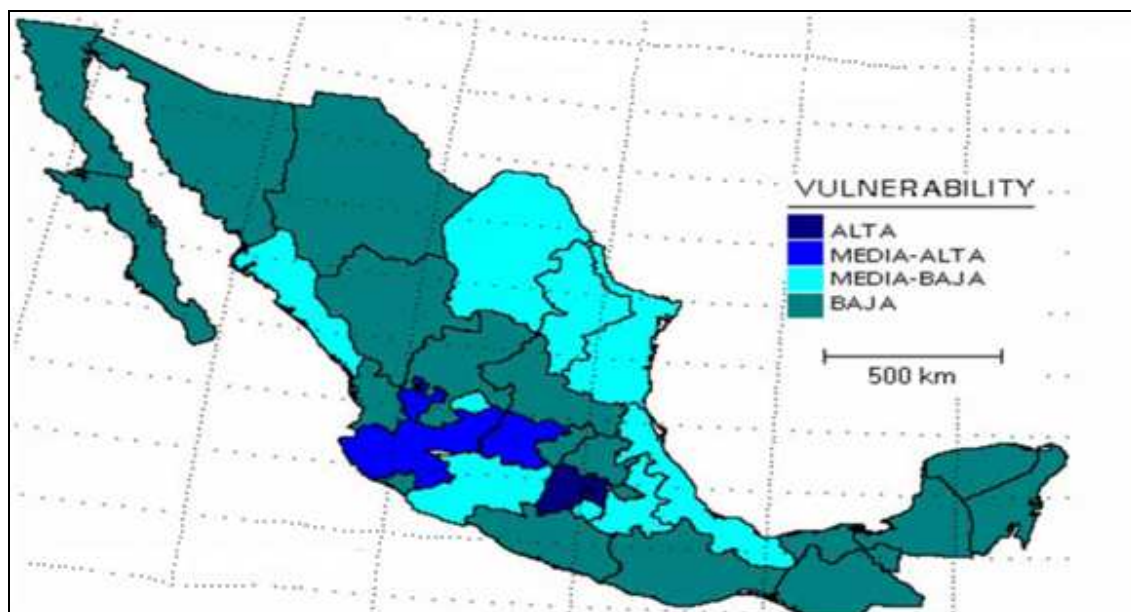 VULNERABILITY
ALTA
MEDIA-ALTA
MEDIA-BAJA
BAJA
500 km